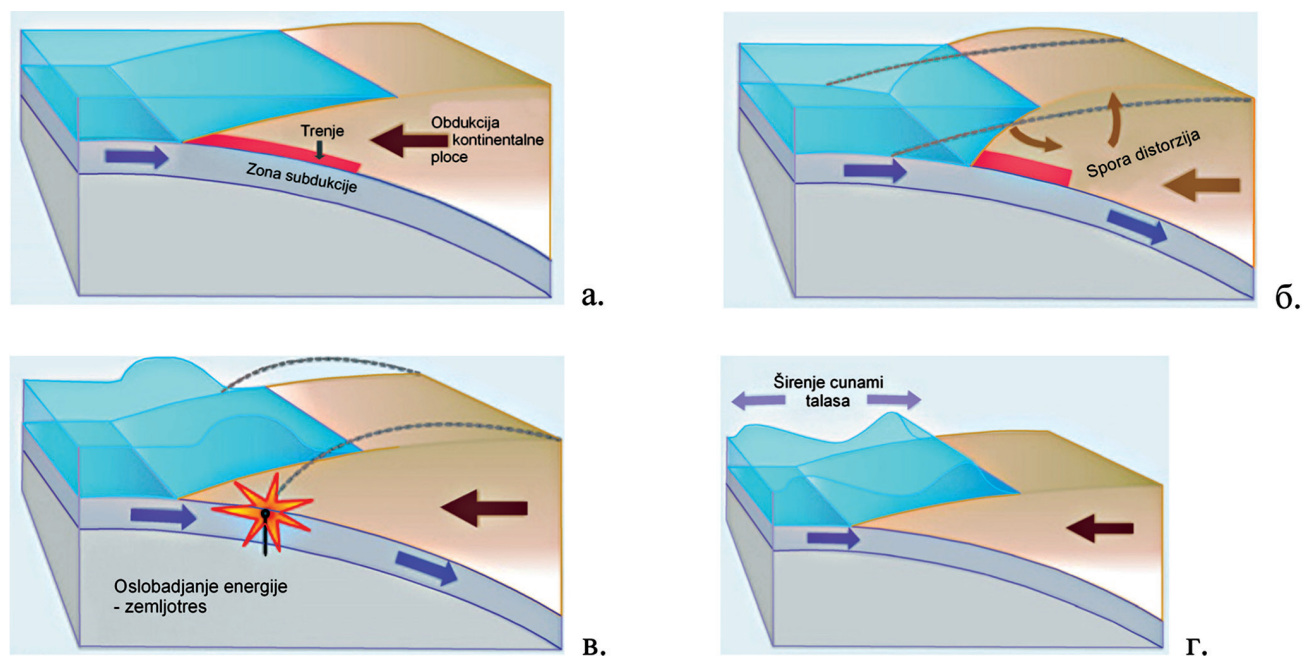 Trenje
Obdukcija
kontinentalne
ploce
Zona subdukcije
а.
Spora distorzija
б.
Oslobadjanje energije
- zemljotres
в.
Širenje cunami
talasa
г.